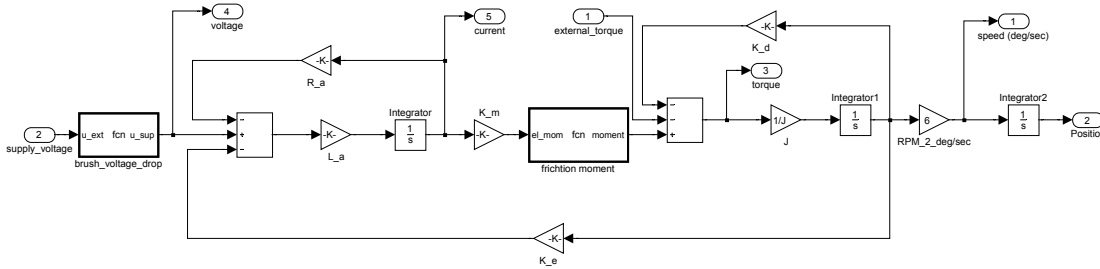 4
voltage
5
current
1
external_torque
-K-
K_d
1
speed (deg/sec)
-K-
R_a
3
torque
2
supply_voltage
u_ext fcn u_sup
brush_voltage_drop
−
+
−
-K-
L_a
Integrator
1
s
K_m
-K-
el_mom fcn moment
frichtion moment
−
−
+
1/J
J
Integrator1
1
s
6
RPM_2_deg/sec
Integrator2
1
s
2
Positio
-K-
K_e